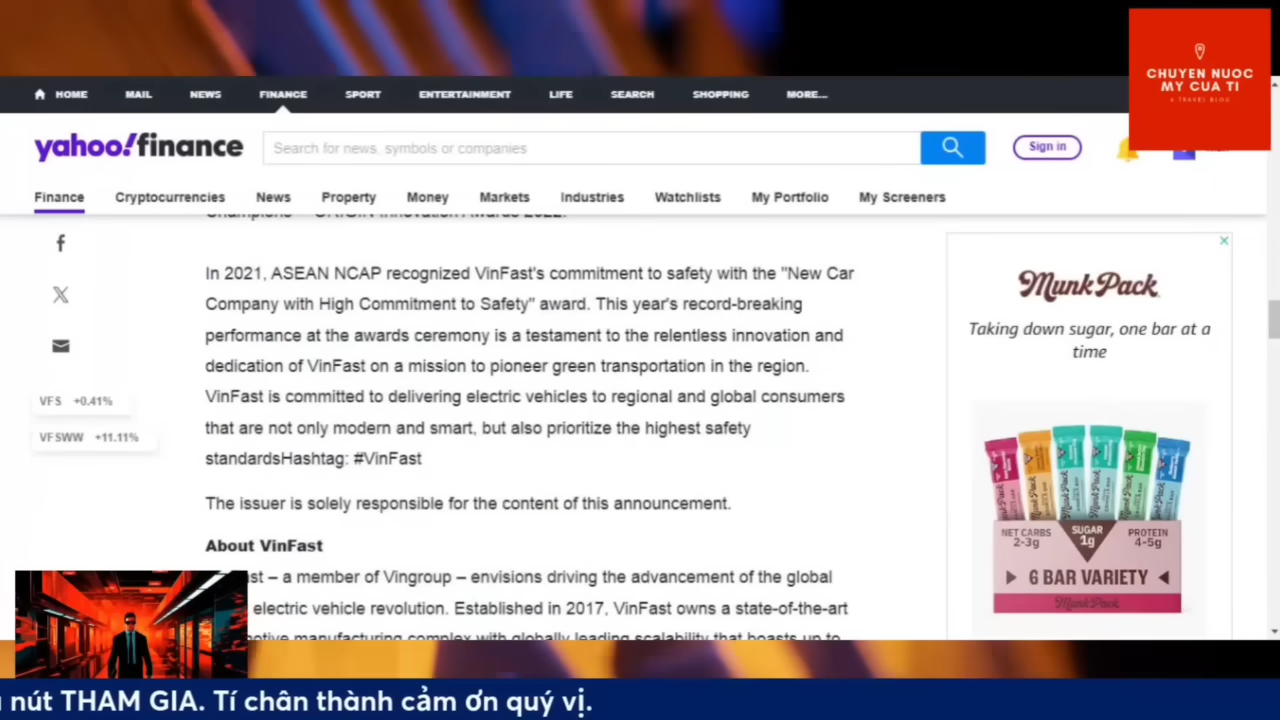 CHUYEN NUOC
MY CUA TI
A TRAVEL BLOG
HOME MAIL NEWS FINANCE SPORT ENTERTAINMENT LIFE SEARCH SHOPPING MORE...
yahoo!finance Search for news, symbols or companies Sign in
Finance Cryptocurrencies News Property Money Markets Industries Watchlists My Portfolio My Screeners
In 2021, ASEAN NCAP recognized VinFast's commitment to safety with the "New Car
Company with High Commitment to Safety" award. This year's record-breaking
performance at the awards ceremony is a testament to the relentless innovation and
dedication of VinFast on a mission to pioneer green transportation in the region.
VinFast is committed to delivering electric vehicles to regional and global consumers
that are not only modern and smart, but also prioritize the highest safety
standardsHashtag: #VinFast
The issuer is solely responsible for the content of this announcement.
About VinFast
st – a member of Vingroup – envisions driving the advancement of the global
electric vehicle revolution. Established in 2017, VinFast owns a state-of-the-art
otive manufacturing complex with globally leading scalability that boasts up to
VFS +0.41%
VFSWW +11.11%
Munk Pack
Taking down sugar, one bar at a
time
NET CARBS
2-3g
SUGAR
1g
PROTEIN
4-5g
6 BAR VARIETY
MunkPack
nút THAM GIA. Tí chân thành cảm ơn quý vị.